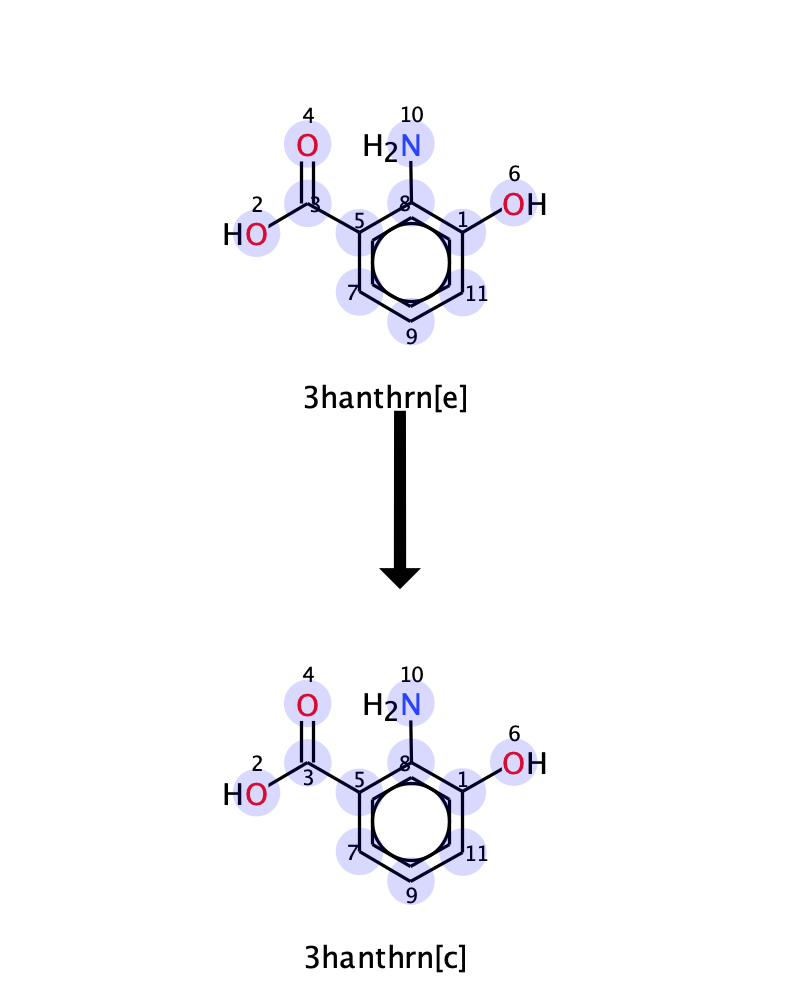 4 10
O H₂N 6
2 3 8 OH
HO 5 1
7 11
9
3hanthrn[e]
4 10
O H₂N 6
2 8 OH
HO 3 5 1
7 11
9
3hanthrn[c]